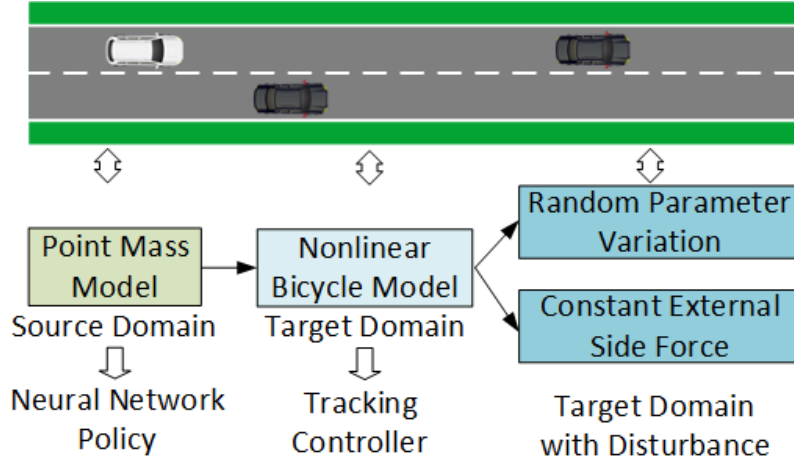 Point Mass
Model
Source Domain
Neural Network
Policy
Nonlinear
Bicycle Model
Target Domain
Tracking
Controller
Random Parameter
Variation
Constant External
Side Force
Target Domain
with Disturbance